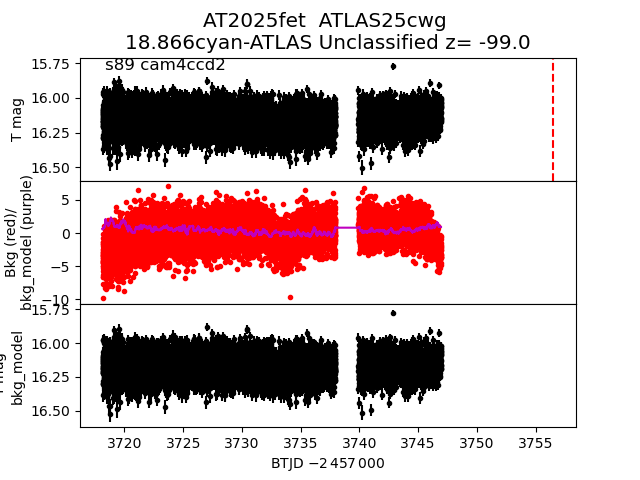 AT2025fet  ATLAS25cwg
18.866cyan-ATLAS Unclassified z= -99.0
s89 cam4ccd2
T mag
15.75
16.00
16.25
16.50
Bkg (red)/
bkg_model (purple)
5
0
−5
−10
bkg_model
15.75
16.00
16.25
16.50
3720 3725 3730 3735 3740 3745 3750 3755
BTJD −2 457 000